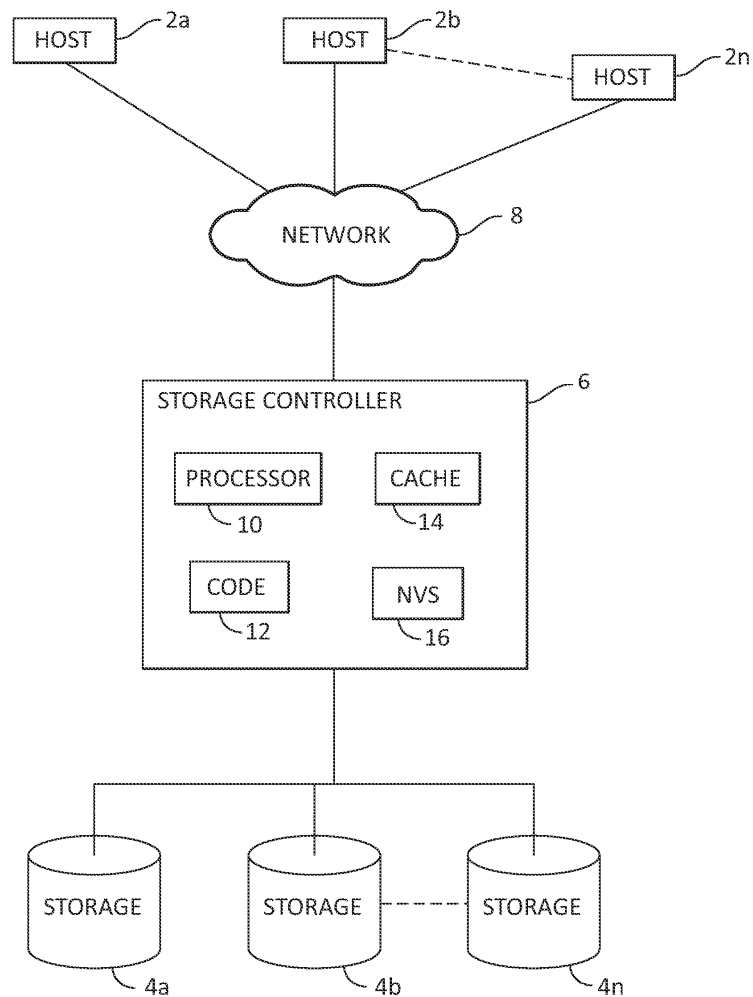 2a
2b
HOST
HOST
HOST
2n
NETWORK
8
STORAGE CONTROLLER
6
PROCESSOR
CACHE
10
14
CODE
NVS
12
16
STORAGE
STORAGE
STORAGE
4a
4b
4n